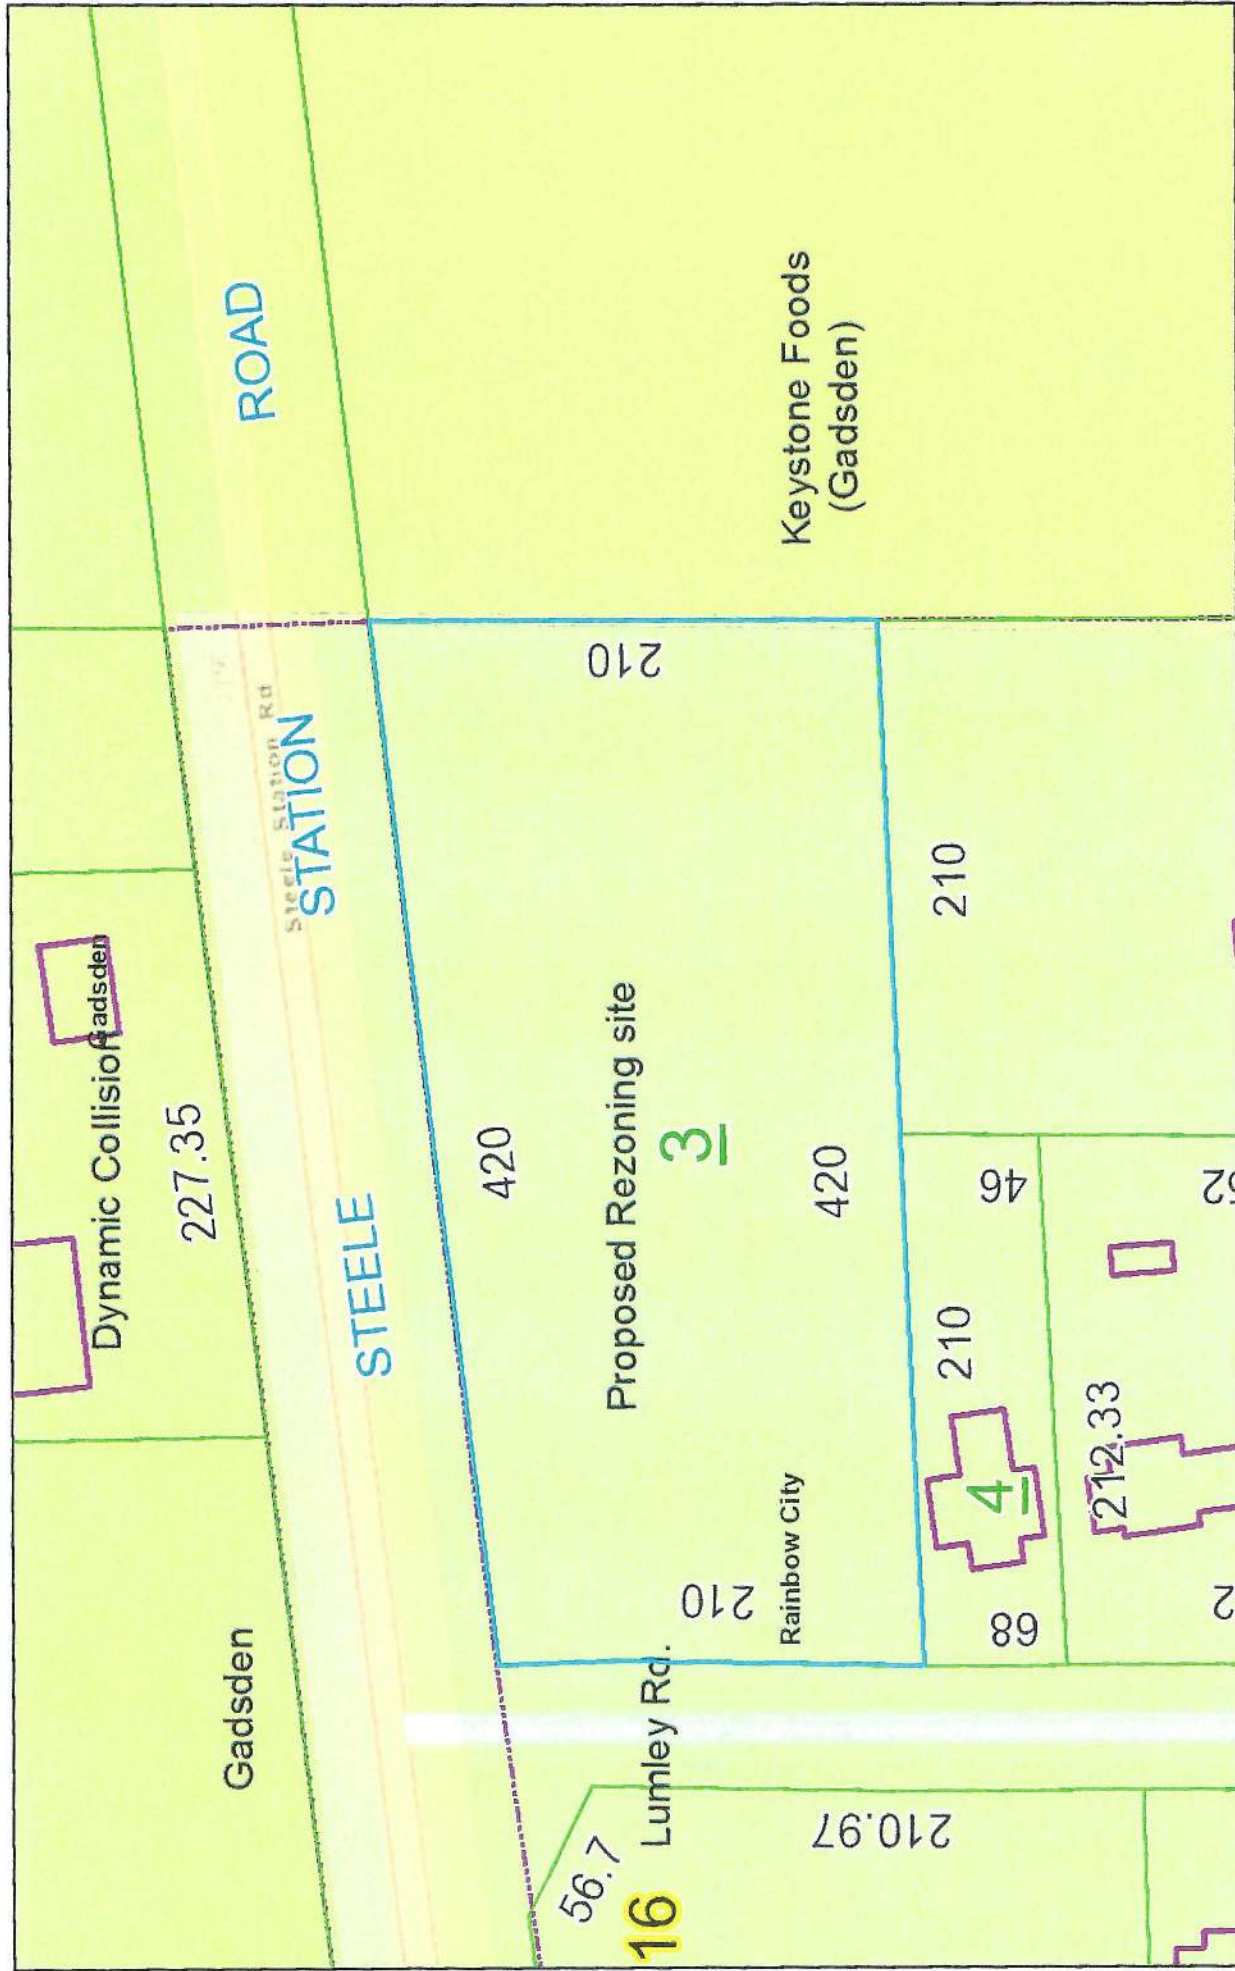 Gadsden
Dynamic Collision
Gadsden
227.35
STEELE
STATION
ROAD
Steele Station Rd
420
210
Proposed Rezoning site
3
420
210
Rainbow City
Keystone Foods
(Gadsden)
Lumley Rd.
56.7
16
210.97
210
210
46
4
68
212.33